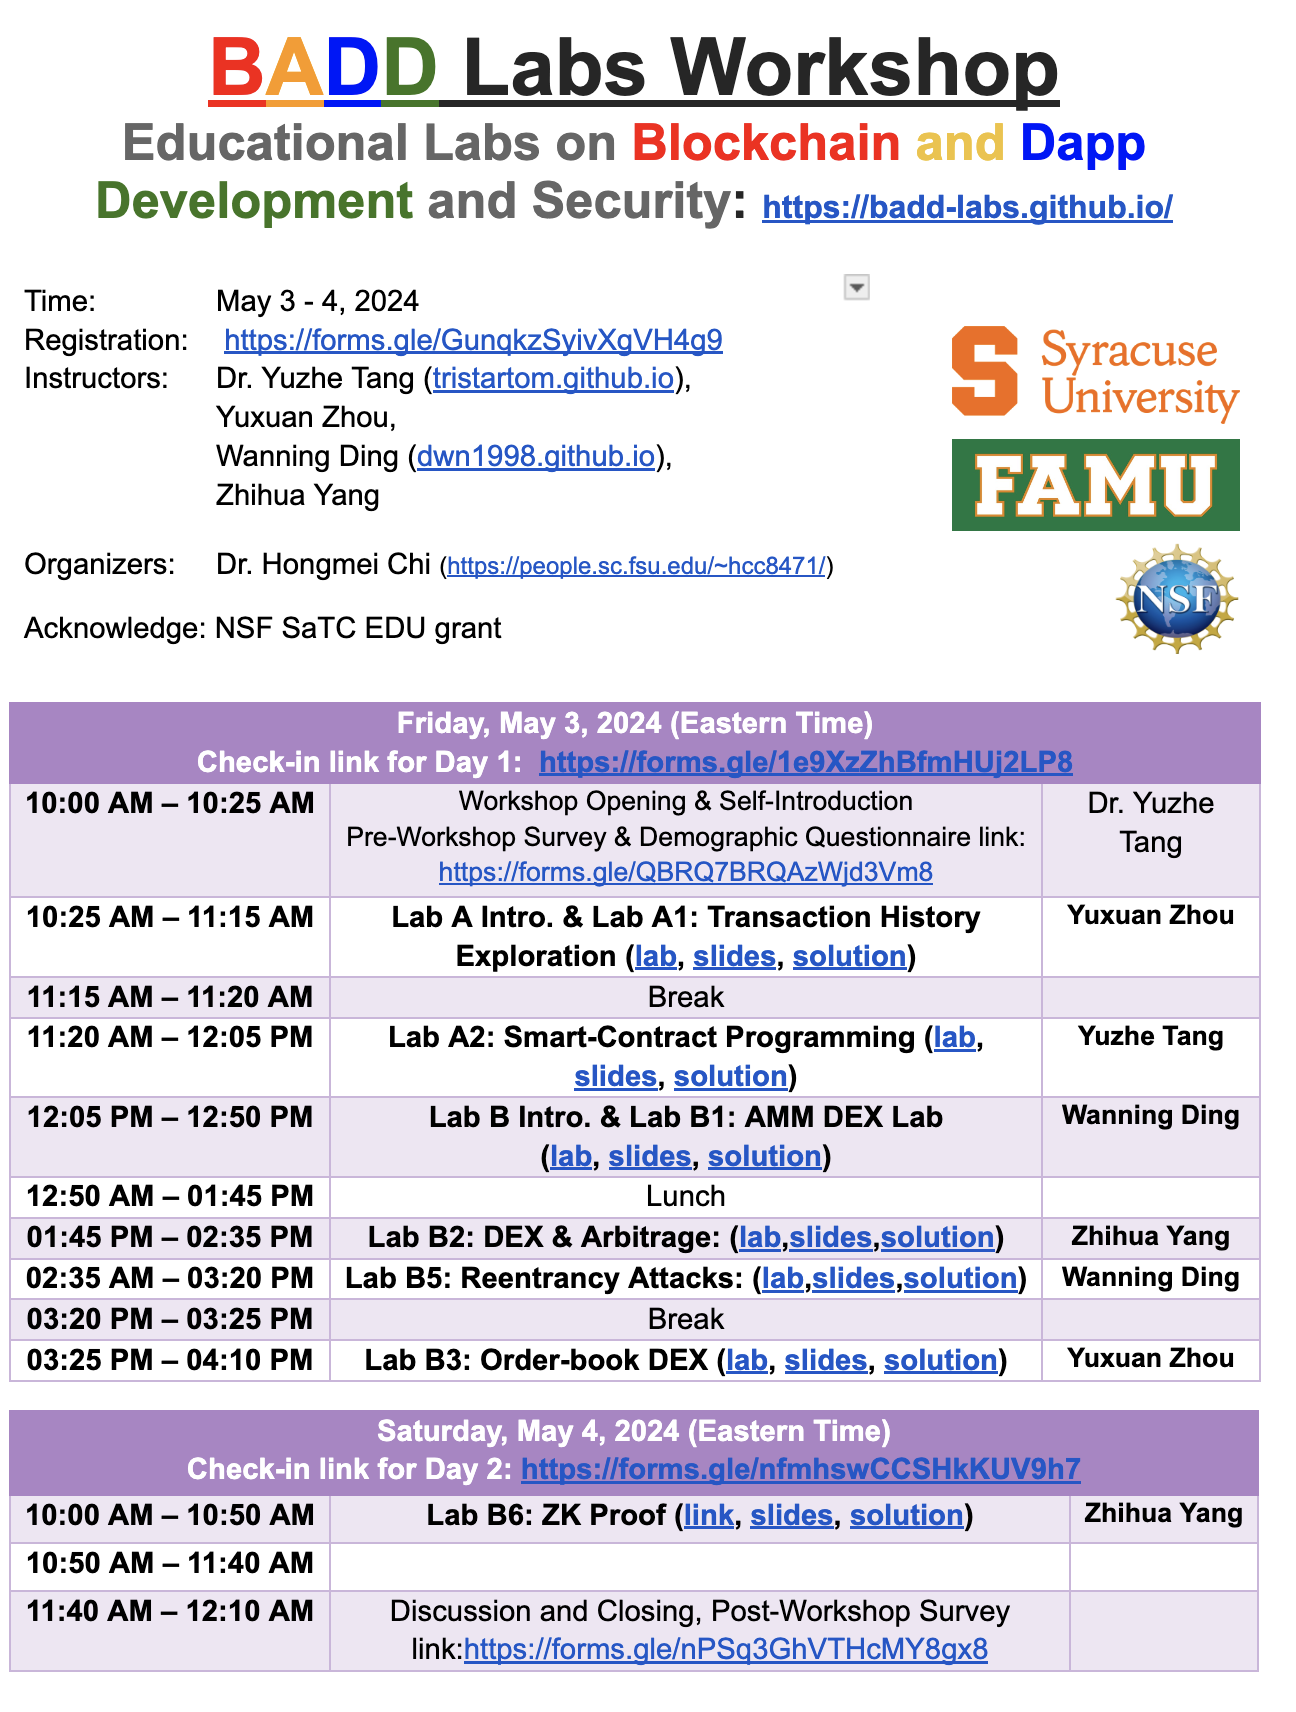 BADD Labs Workshop
Educational Labs on Blockchain and Dapp
Development and Security: https://badd-labs.github.io/
Time: May 3 - 4, 2024
Registration: https://forms.gle/GunqkzSyivXgVH4g9
Instructors: Dr. Yuzhe Tang (tristartom.github.io),
Yuxuan Zhou,
Wanning Ding (dwn1998.github.io),
Zhihua Yang
Organizers: Dr. Hongmei Chi (https://people.sc.fsu.edu/~hcc8471/)
Acknowledge: NSF SaTC EDU grant
S Syracuse
University
FAMU
NSF
Friday, May 3, 2024 (Eastern Time)
Check-in link for Day 1: https://forms.gle/1e9XzZhBfmHUj2LP8
10:00 AM – 10:25 AM Workshop Opening & Self-Introduction Dr. Yuzhe
Pre-Workshop Survey & Demographic Questionnaire link: Tang
https://forms.gle/QBRQ7BRQAzWjd3Vm8
10:25 AM – 11:15 AM Lab A Intro. & Lab A1: Transaction History Yuxuan Zhou
Exploration (lab, slides, solution)
11:15 AM – 11:20 AM Break
11:20 AM – 12:05 PM Lab A2: Smart-Contract Programming (lab, Yuzhe Tang
slides, solution)
12:05 PM – 12:50 PM Lab B Intro. & Lab B1: AMM DEX Lab Wanning Ding
(lab, slides, solution)
12:50 AM – 01:45 PM Lunch
01:45 PM – 02:35 PM Lab B2: DEX & Arbitrage: (lab,slides,solution) Zhihua Yang
02:35 AM – 03:20 PM Lab B5: Reentrancy Attacks: (lab,slides,solution) Wanning Ding
03:20 PM – 03:25 PM Break
03:25 PM – 04:10 PM Lab B3: Order-book DEX (lab, slides, solution) Yuxuan Zhou
Saturday, May 4, 2024 (Eastern Time)
Check-in link for Day 2: https://forms.gle/nfmhswCCSHkKUV9h7
10:00 AM – 10:50 AM Lab B6: ZK Proof (link, slides, solution) Zhihua Yang
10:50 AM – 11:40 AM
11:40 AM – 12:10 AM Discussion and Closing, Post-Workshop Survey
link:https://forms.gle/nPSq3GhVTHcMY8gx8